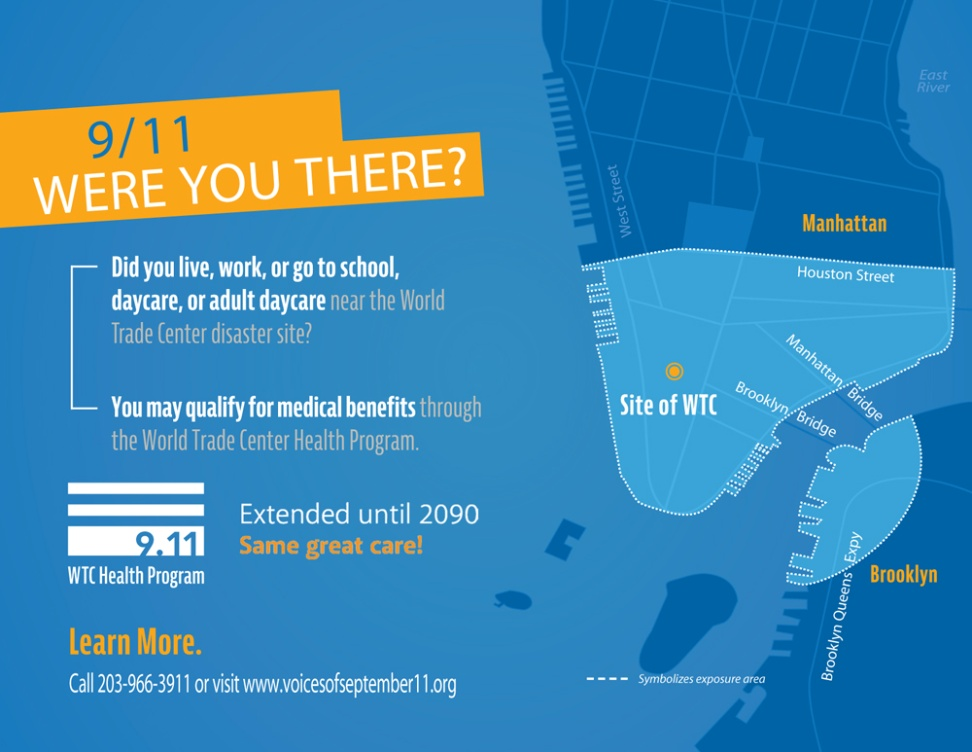 9/11
WERE YOU THERE?
Did you live, work, or go to school,
daycare, or adult daycare near the World
Trade Center disaster site?
You may qualify for medical benefits through
the World Trade Center Health Program.
9.11
WTC Health Program
Extended until 2090
Same great care!
Learn More.
Call 203-966-3911 or visit www.voicesofseptember11.org
East
River
West Street
Manhattan
Houston Street
Manhattan Bridge
Site of WTC
Brooklyn Bridge
Brooklyn Queens Expy
Brooklyn
Symbolizes exposure area